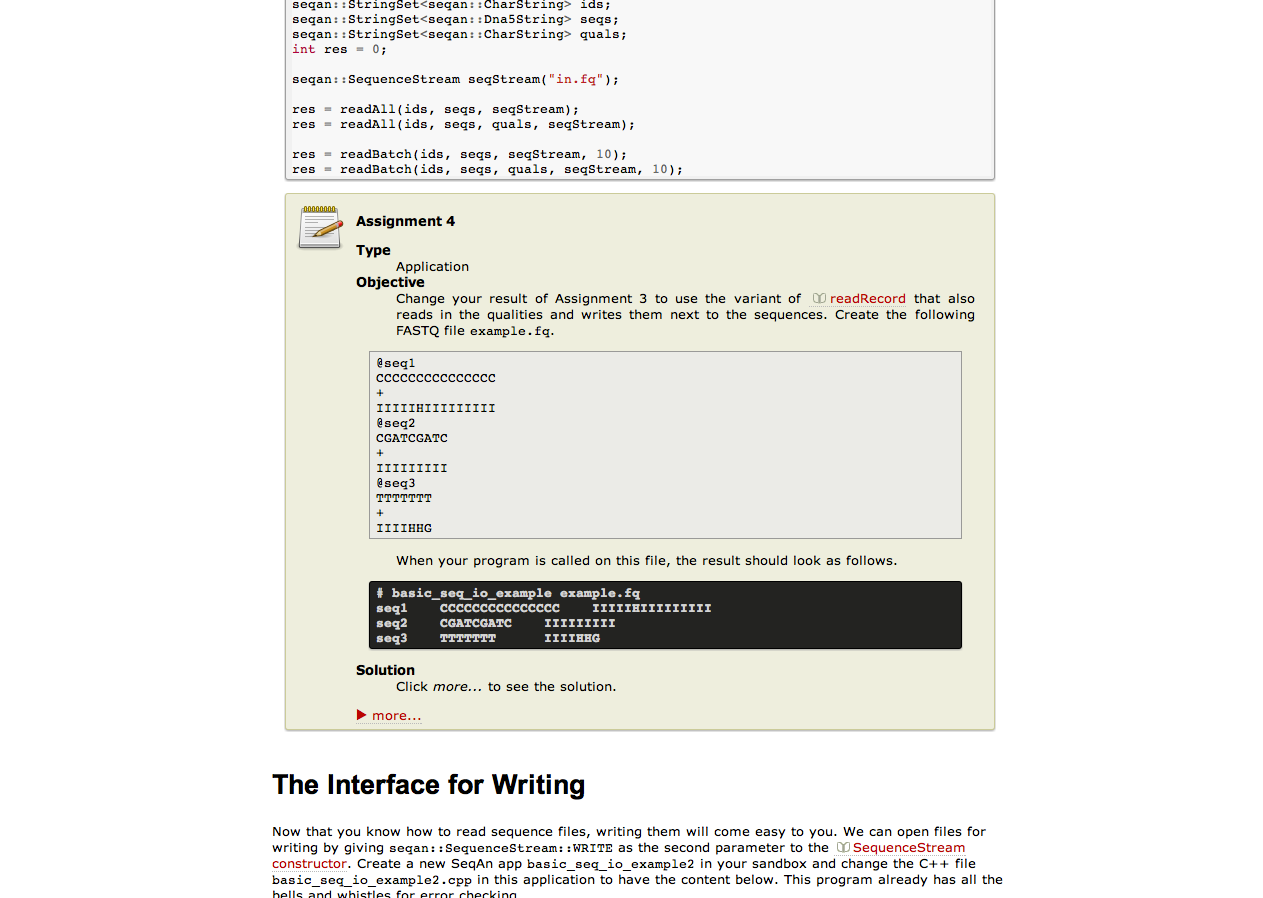 seqan::StringSet<seqan::CharString> ids;
seqan::StringSet<seqan::Dna5String> seqs;
seqan::StringSet<seqan::CharString> quals;
int res = 0;
seqan::SequenceStream seqStream("in.fq");
res = readAll(ids, seqs, seqStream);
res = readAll(ids, seqs, quals, seqStream);
res = readBatch(ids, seqs, seqStream, 10);
res = readBatch(ids, seqs, quals, seqStream, 10);
Assignment 4
Type
Application
Objective
Change your result of Assignment 3 to use the variant of readRecord that also
reads in the qualities and writes them next to the sequences. Create the following
FASTQ file example.fq.
@seq1
CCCCCCCCCCCCCCC
+
IIIIIHIIIIIIIII
@seq2
CGATCGATC
+
IIIIIIIII
@seq3
TTTTTTT
+
IIIIHHG
When your program is called on this file, the result should look as follows.
# basic_seq_io_example example.fq
seq1    CCCCCCCCCCCCCCC    IIIIIHIIIIIIIII
seq2    CGATCGATC    IIIIIIIII
seq3    TTTTTTT      IIIIHHG
Solution
Click more... to see the solution.
more...
The Interface for Writing
Now that you know how to read sequence files, writing them will come easy to you. We can open files for
writing by giving seqan::SequenceStream::WRITE as the second parameter to the SequenceStream
constructor. Create a new SeqAn app basic_seq_io_example2 in your sandbox and change the C++ file
basic_seq_io_example2.cpp in this application to have the content below. This program already has all the
bells and whistles for error checking.